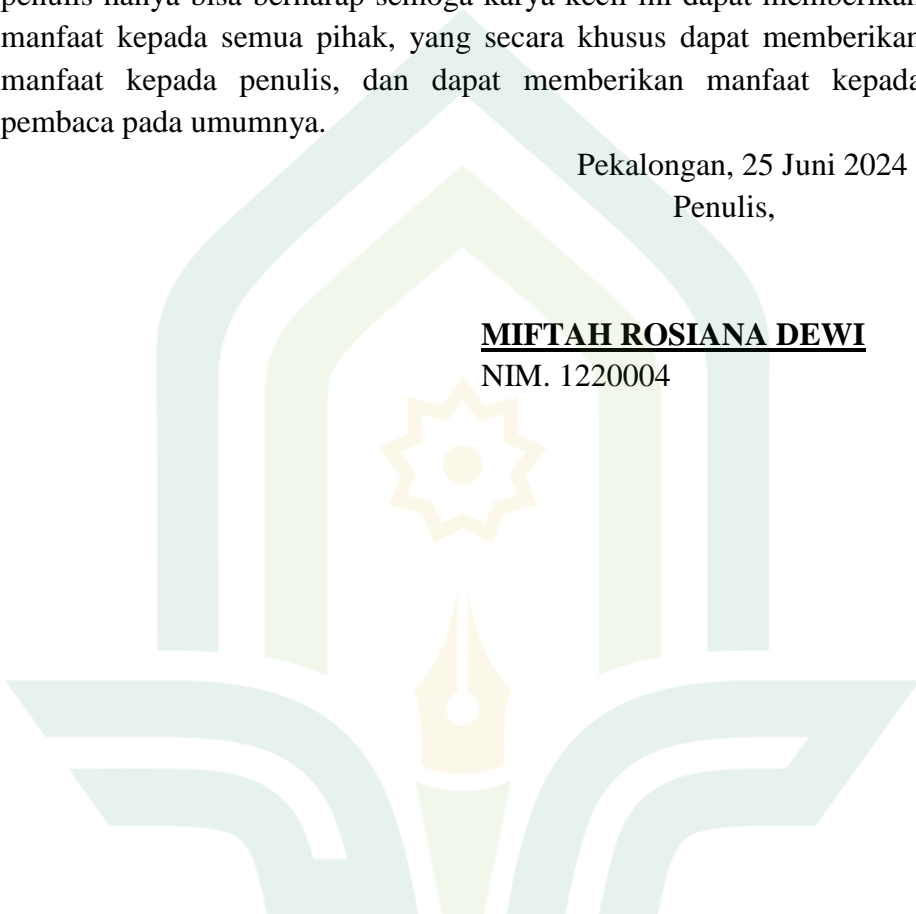 penulis hanya bisa berharap semoga karya kecil ini dapat memberikan
manfaat kepada semua pihak, yang secara khusus dapat memberikan
manfaat kepada penulis, dan dapat memberikan manfaat kepada
pembaca pada umumnya.
Pekalongan, 25 Juni 2024
Penulis,
MIFTAH ROSIANA DEWI
NIM. 1220004